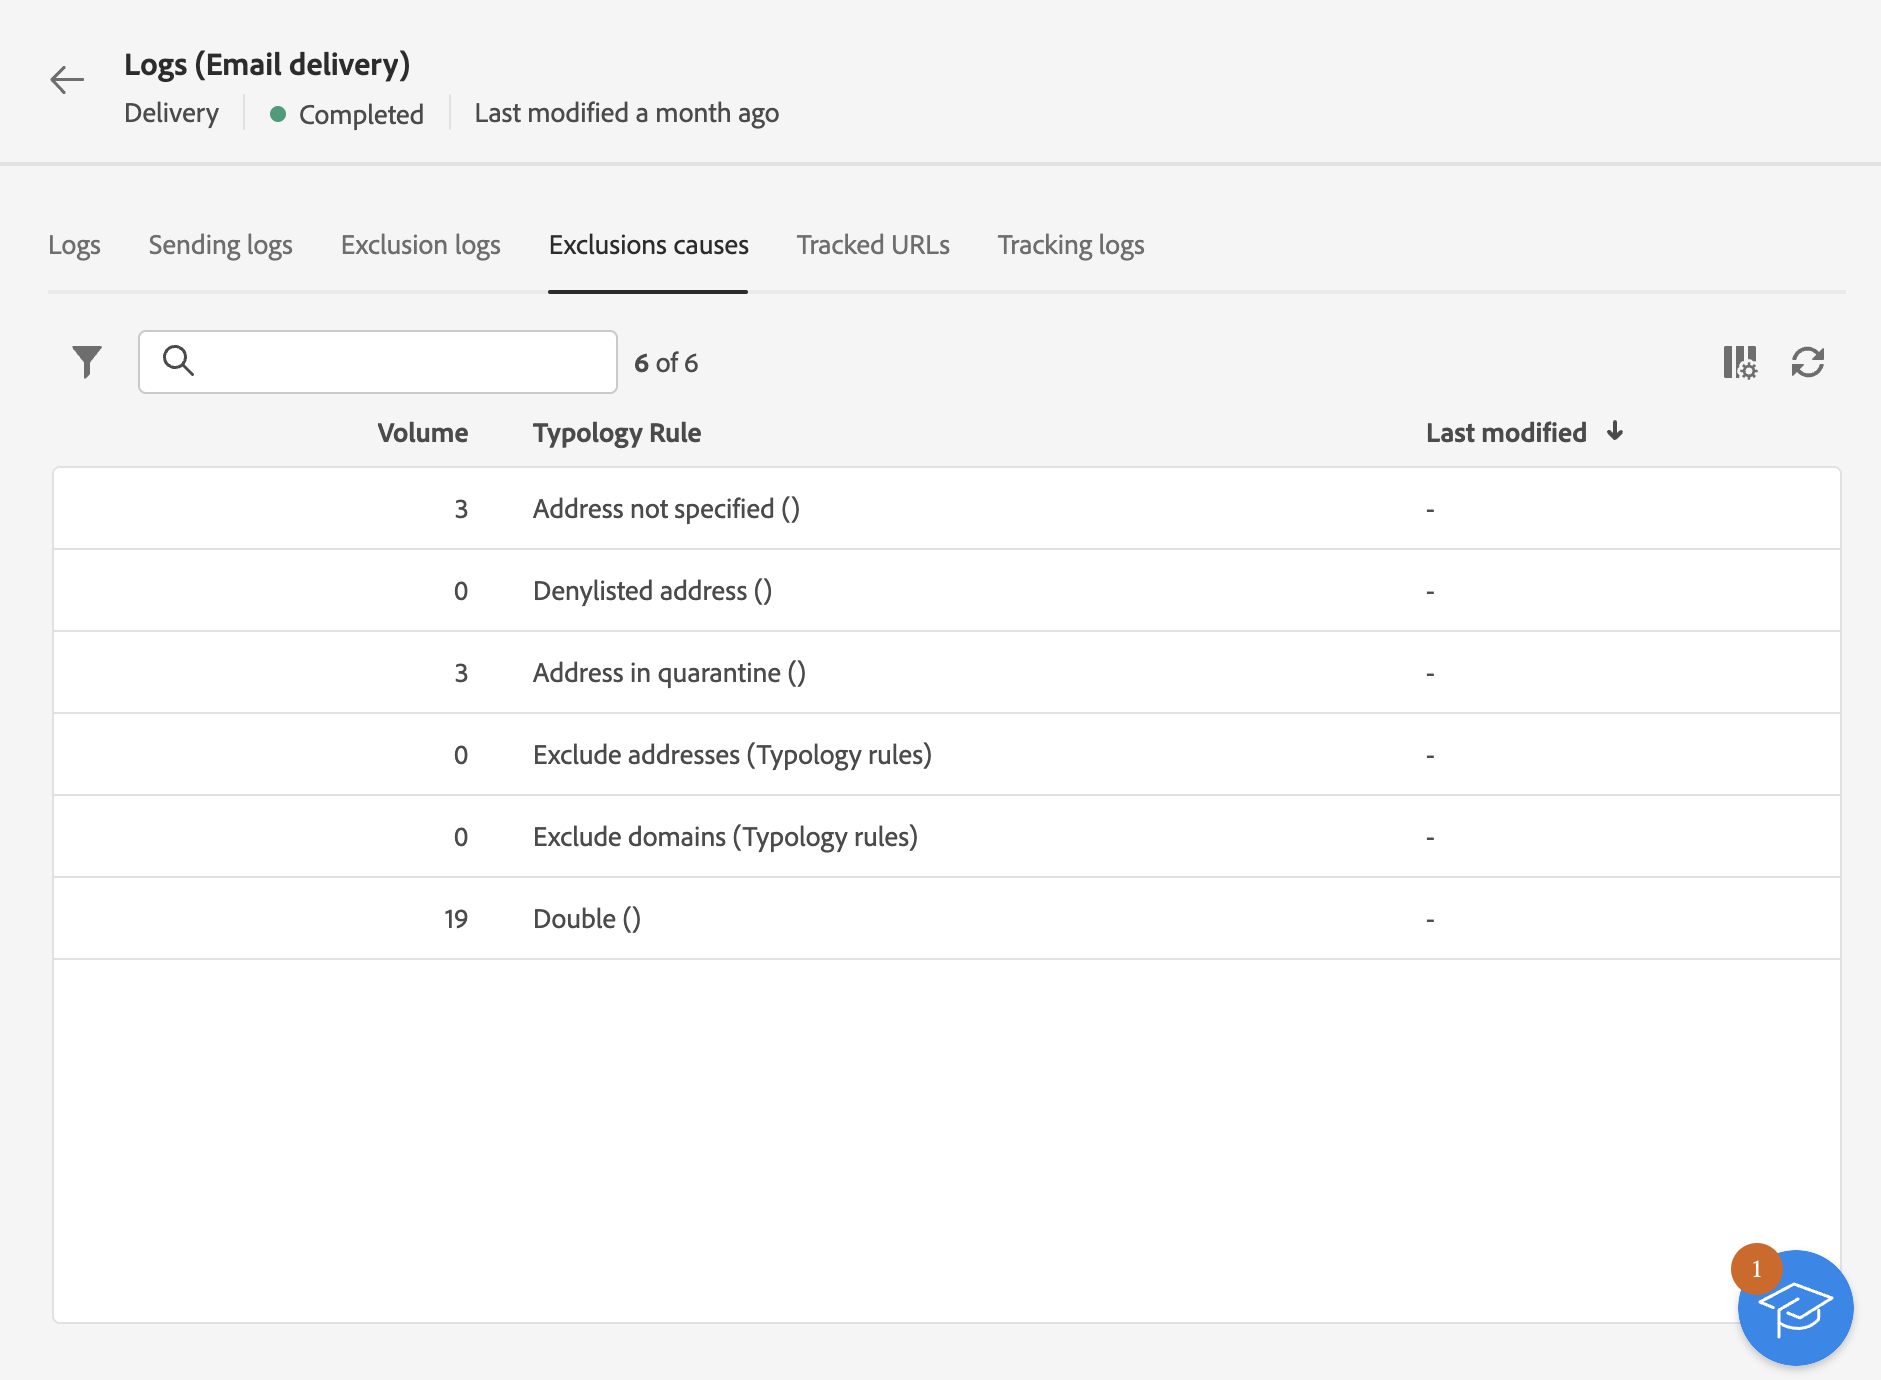 Logs (Email delivery)
Delivery Completed Last modified a month ago
Logs Sending logs Exclusion logs Exclusions causes Tracked URLs Tracking logs
6 of 6
Volume Typology Rule Last modified
3 Address not specified () -
0 Denylisted address () -
3 Address in quarantine () -
0 Exclude addresses (Typology rules) -
0 Exclude domains (Typology rules) -
19 Double () -
1